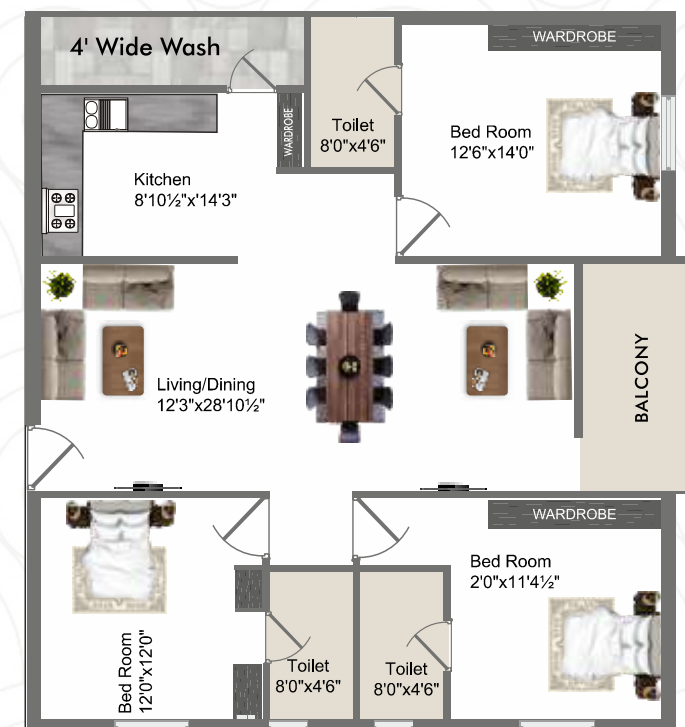 4' Wide Wash
WARDROBE
WARDROBE
Toilet
8'0"x4'6"
Bed Room
12'6"x14'0"
Kitchen
8'10½"x'14'3"
Living/Dining
12'3"x28'10½"
BALCONY
WARDROBE
Bed Room
2'0"x11'4½"
Bed Room
12'0"x12'0"
Toilet
8'0"x4'6"
Toilet
8'0"x4'6"